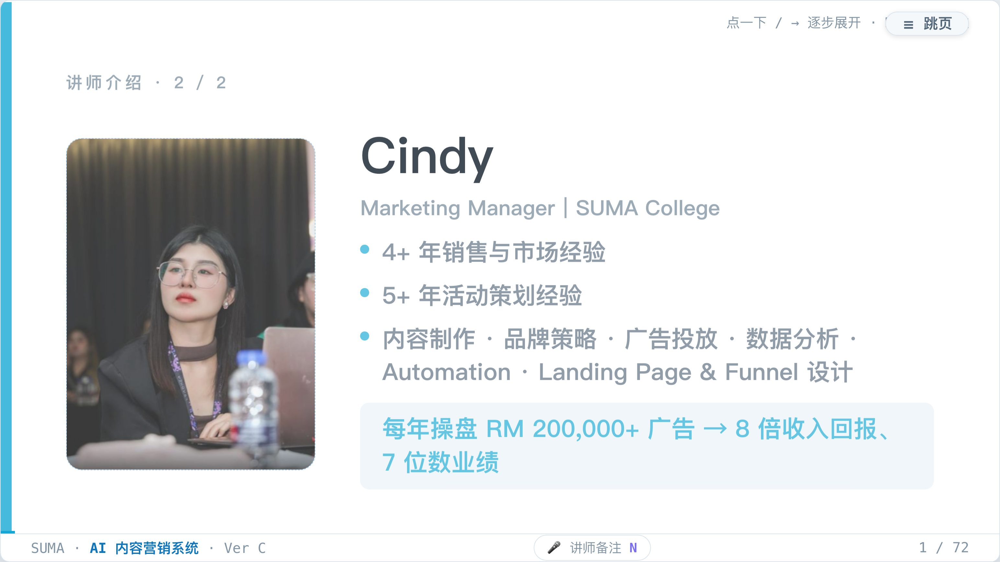 点一下 / → 逐步展开 ·
≡ 跳页
讲师介绍 · 2 / 2
Cindy
Marketing Manager | SUMA College
4+ 年销售与市场经验
5+ 年活动策划经验
内容制作 · 品牌策略 · 广告投放 · 数据分析 ·
Automation · Landing Page & Funnel 设计
每年操盘 RM 200,000+ 广告 → 8 倍收入回报、
7 位数业绩
SUMA · AI 内容营销系统 · Ver C
讲师备注 N
1 / 72